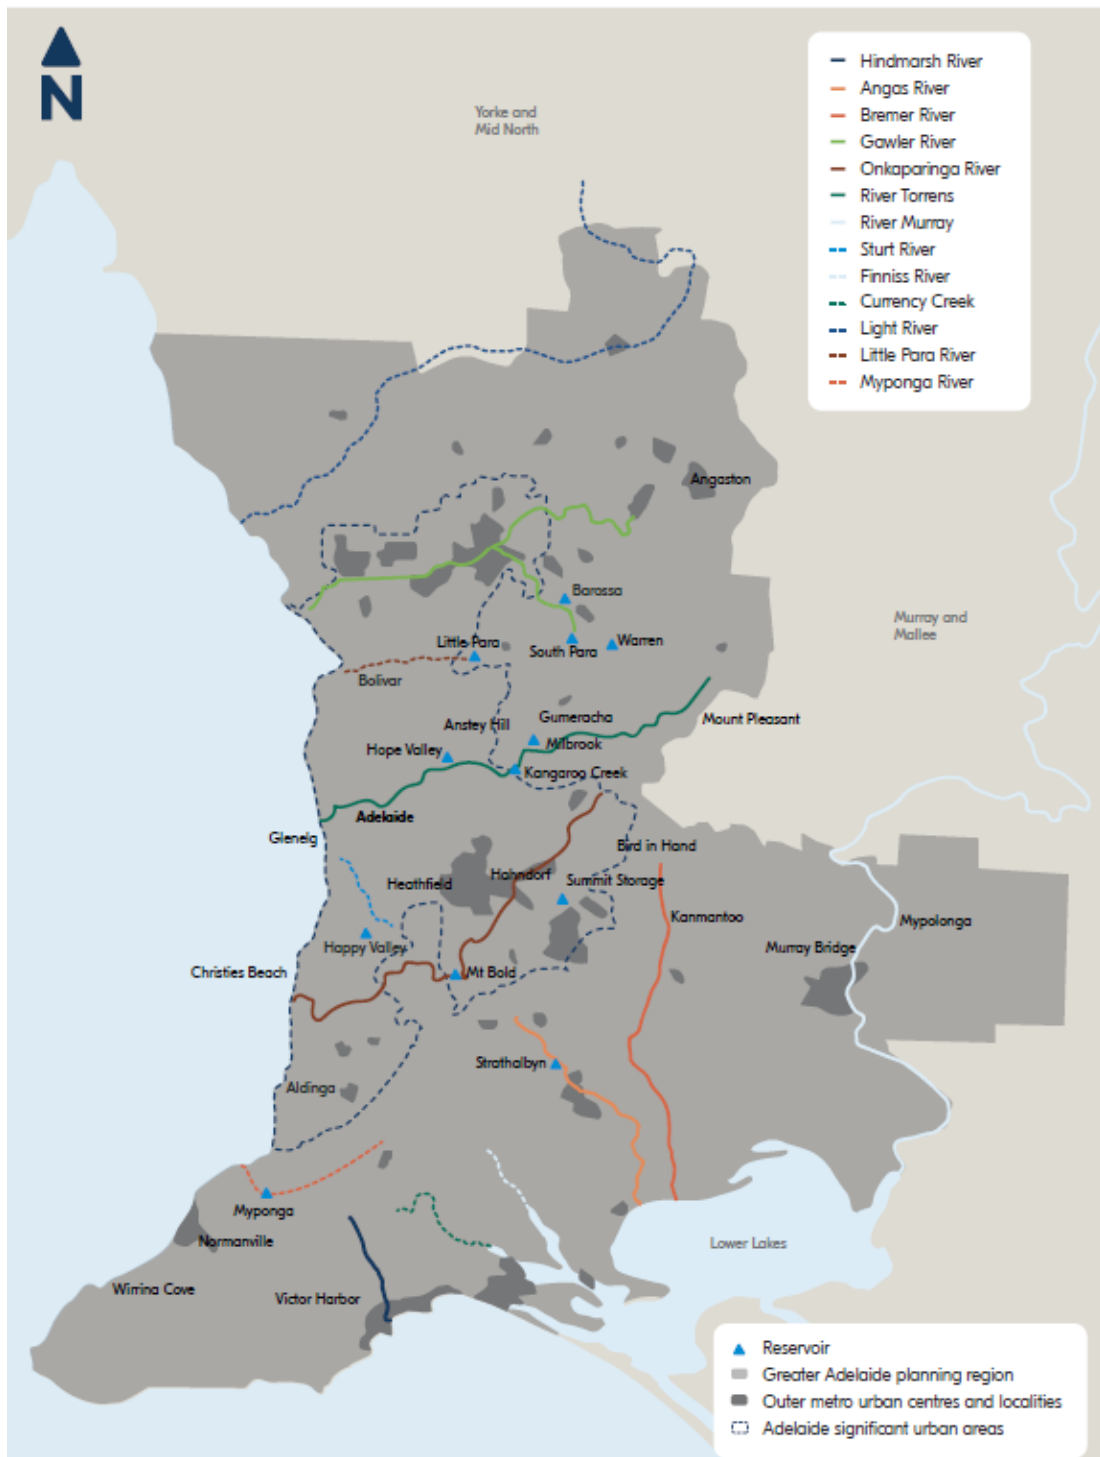 N
Yorke and
Mid North
Hindmarsh River
Angas River
Bremer River
Gawler River
Onkaparinga River
River Torrens
River Murray
Sturt River
Finniss River
Currency Creek
Light River
Little Para River
Myponga River
Angaston
Barossa
Murray and
Mallee
Little Para
South Para
Warren
Bolivar
Anstey Hill
Gumeracha
Mount Pleasant
Hope Valley
Millbrook
Kangaroo Creek
Adelaide
Glenelg
Bird in Hand
Heathfield
Hahndorf
Summit Storage
Kanmantoo
Mypolonga
Happy Valley
Murray Bridge
Christies Beach
Mt Bold
Strathalbyn
Aldinga
Myponga
Normanville
Lower Lakes
Wirrina Cove
Victor Harbor
Reservoir
Greater Adelaide planning region
Outer metro urban centres and localities
Adelaide significant urban areas